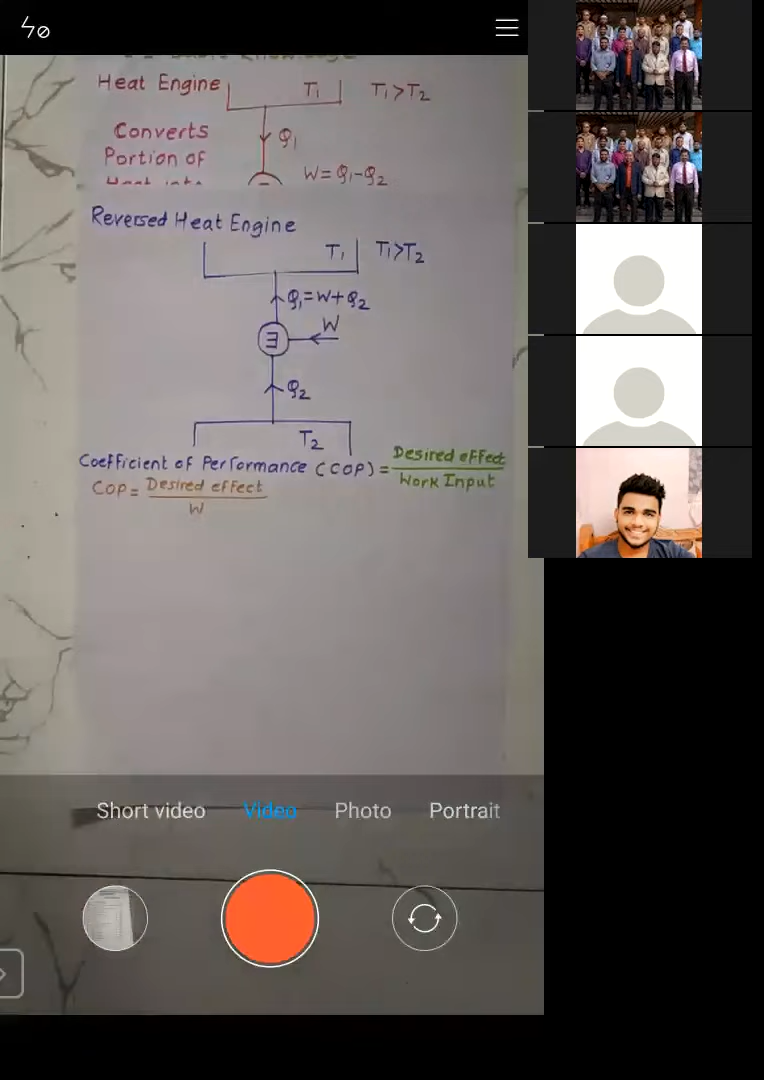 Heat Engine
T1 T1>T2
Converts
Portion of
Q1
W=Q1-Q2
Reversed Heat Engine
T1 T1>T2
Q1=W+Q2
W
E
Q2
T2
Coefficient of Performance (COP) = Desired effect / Work Input
COP = Desired effect / W
Short video Video Photo Portrait